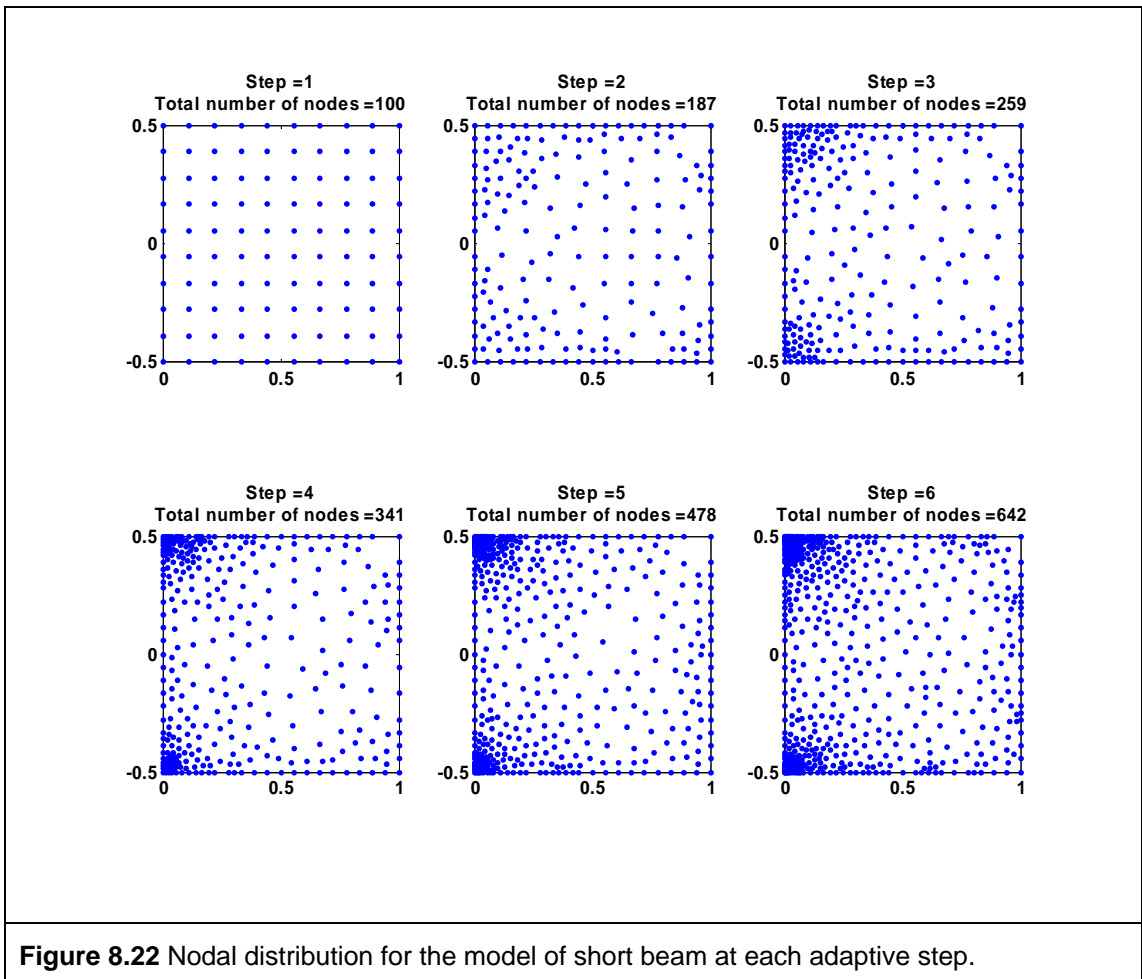 Step =1
Total number of nodes =100
0.5
0
-0.5
0
0.5
1
Step =2
Total number of nodes =187
0.5
0
-0.5
0
0.5
1
Step =3
Total number of nodes =259
0.5
0
-0.5
0
0.5
1
Step =4
Total number of nodes =341
0.5
0
-0.5
0
0.5
1
Step =5
Total number of nodes =478
0.5
0
-0.5
0
0.5
1
Step =6
Total number of nodes =642
0.5
0
-0.5
0
0.5
1
Figure 8.22 Nodal distribution for the model of short beam at each adaptive step.